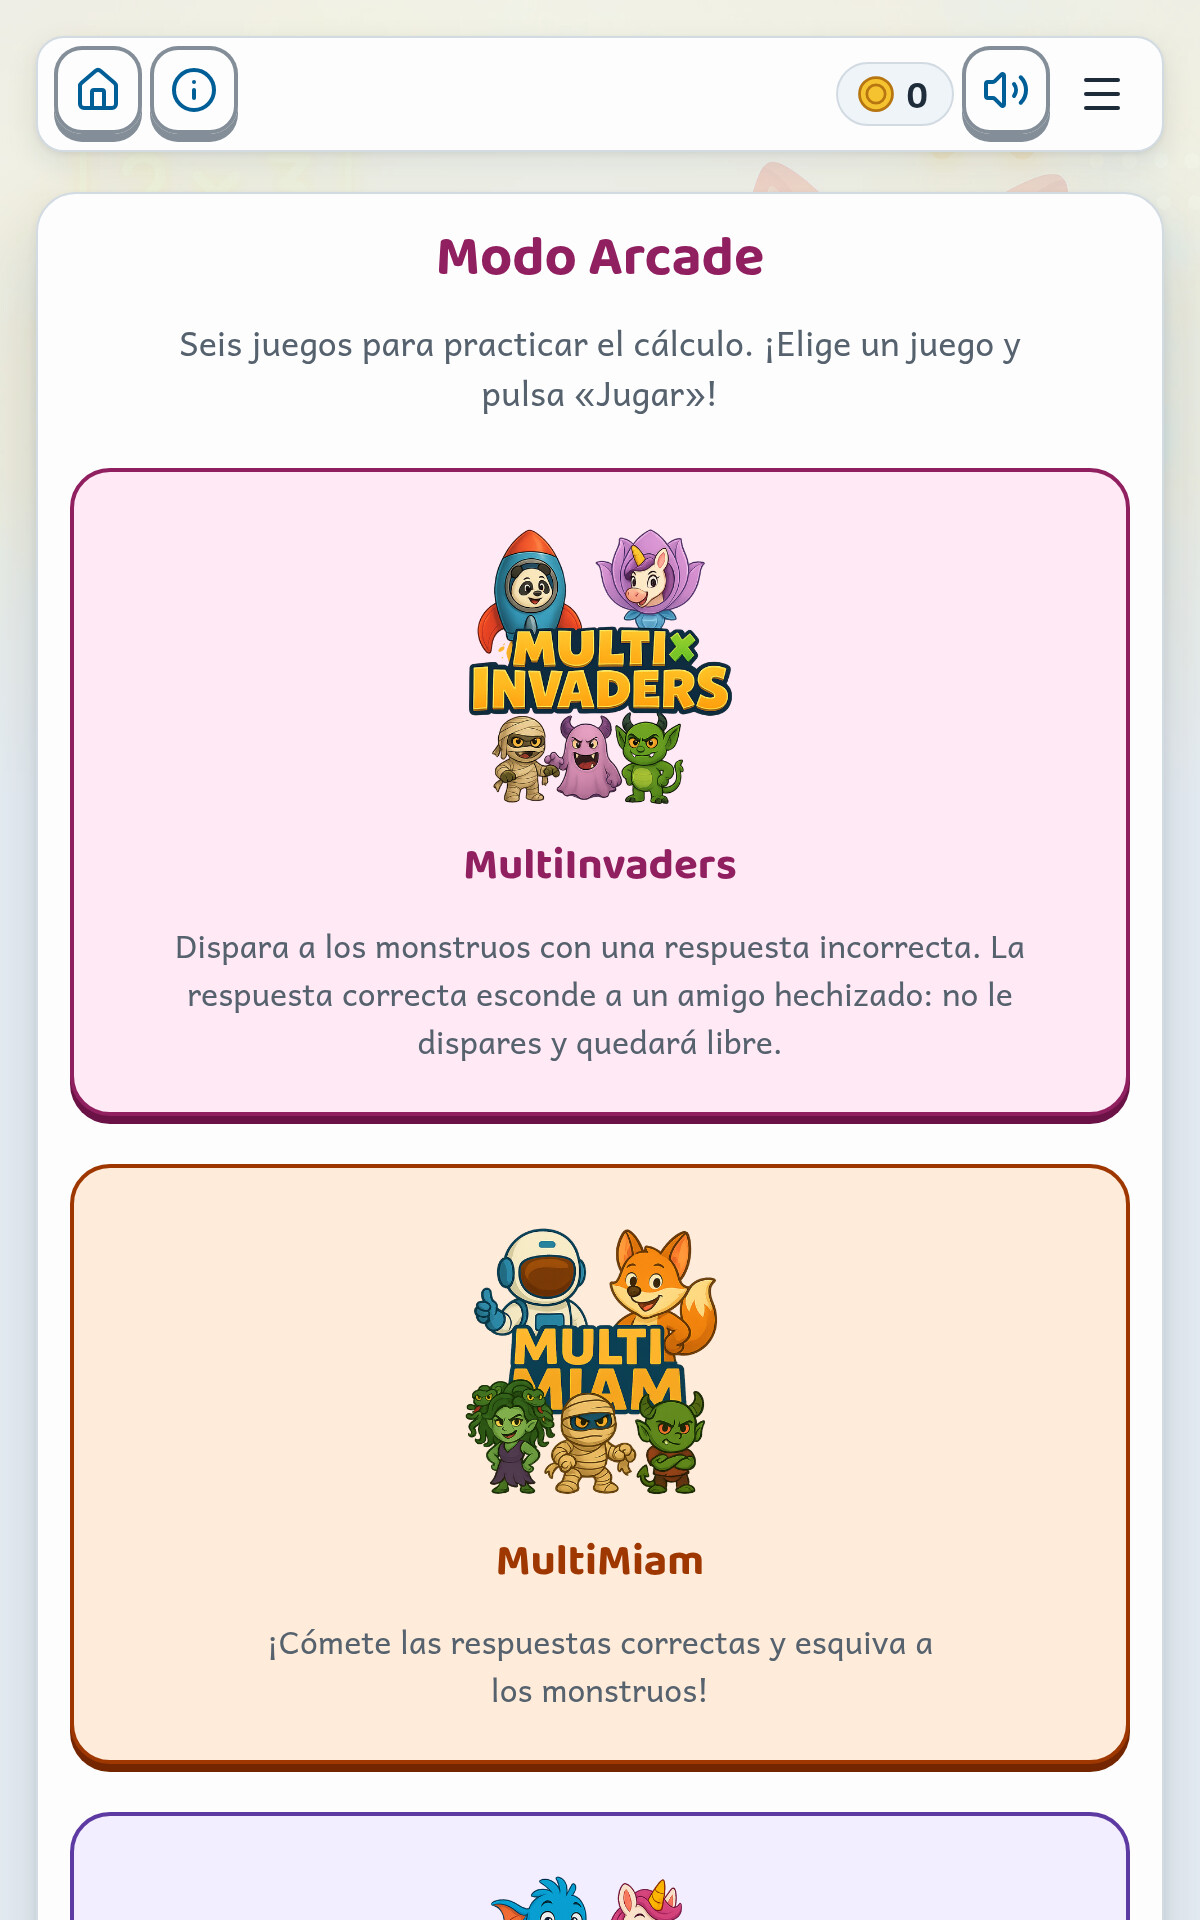 0
Modo Arcade
Seis juegos para practicar el cálculo. ¡Elige un juego y
pulsa «Jugar»!
MULTI×
INVADERS
MultiInvaders
Dispara a los monstruos con una respuesta incorrecta. La
respuesta correcta esconde a un amigo hechizado: no le
dispares y quedará libre.
MULTI
MIAM
MultiMiam
¡Cómete las respuestas correctas y esquiva a
los monstruos!